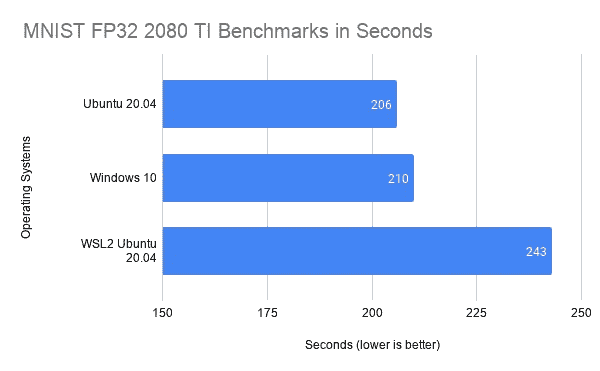 MNIST FP32 2080 TI Benchmarks in Seconds
Operating Systems
Ubuntu 20.04
206
Windows 10
210
WSL2 Ubuntu
20.04
243
150 175 200 225 250
Seconds (lower is better)